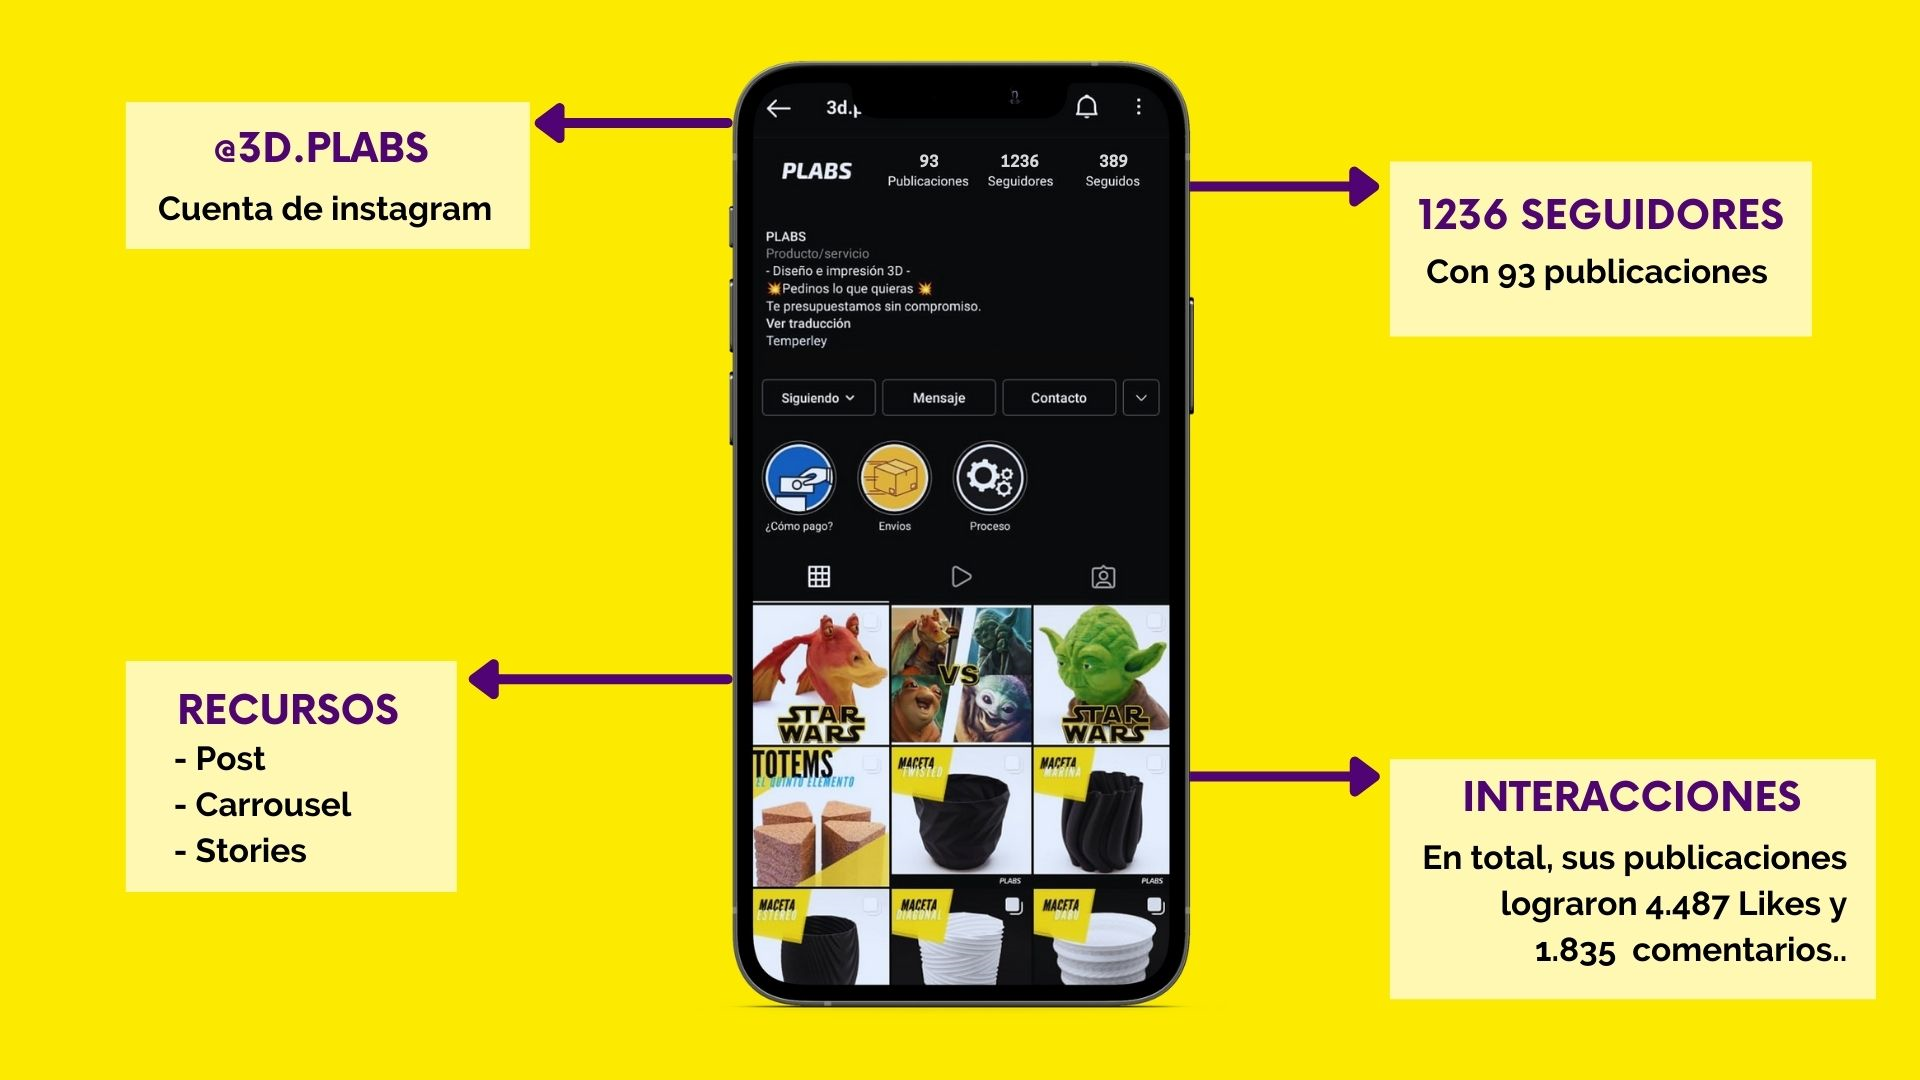 @3D.PLABS
Cuenta de instagram
RECURSOS
- Post
- Carrousel
- Stories
3d.p
PLABS
93
Publicaciones
1236
Seguidores
389
Seguidos
PLABS
Producto/servicio
- Diseño e impresión 3D -
💥Pedinos lo que quieras 💥
Te presupuestamos sin compromiso.
Ver traducción
Temperley
Siguiendo
Mensaje
Contacto
¿Cómo pago?
Envios
Proceso
STAR
WARS
VS
STAR
WARS
TOTEMS
EL QUINTO ELEMENTO
MACETA
TWISTED
PLABS
MACETA
MARINA
PLABS
MACETA
ESTEREO
MACETA
DIAGONAL
MACETA
BABU
1236 SEGUIDORES
Con 93 publicaciones
INTERACCIONES
En total, sus publicaciones
lograron 4.487 Likes y
1.835 comentarios..